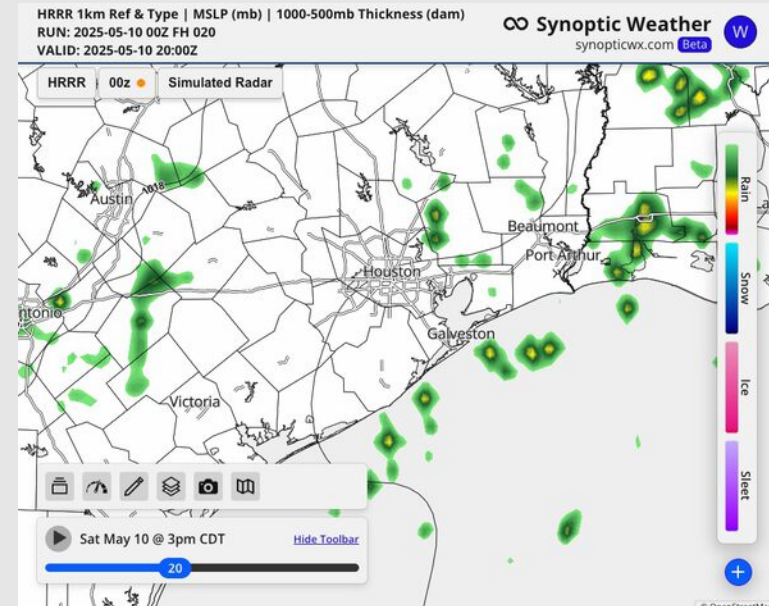 HRRR 1km Ref & Type | MSLP (mb) | 1000-500mb Thickness (dam)
RUN: 2025-05-10 00Z FH 020
VALID: 2025-05-10 20:00Z
Synoptic Weather
synopticwx.com Beta
W
HRRR
00z
Simulated Radar
Rain
Snow
Ice
Sleet
1018
Austin
Beaumont
Port Arthur
Houston
ntonio
Galveston
Victoria
Sat May 10 @ 3pm CDT
Hide Toolbar
20
+